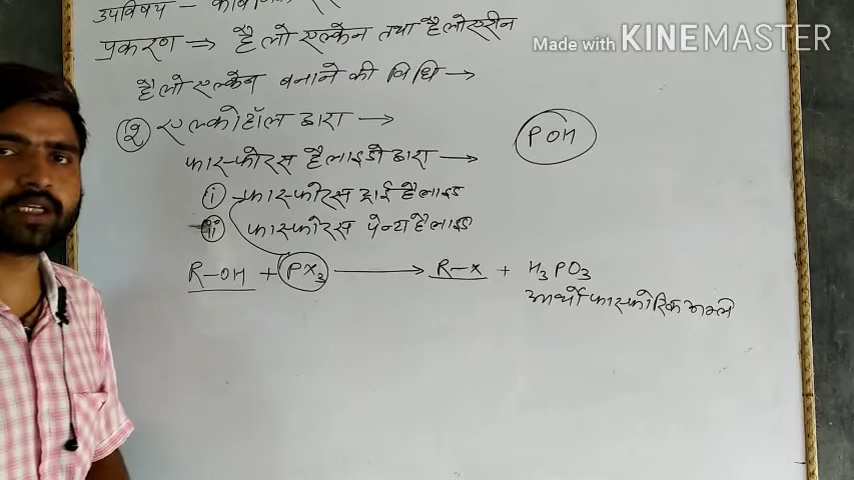 उपविषय - कार्बनिक
प्रकरण ⇒ हैलो एल्केन तथा हैलोएरीन
Made with KINEMASTER
हैलो एल्केन बनाने की विधि →
② एल्कोहॉल द्वारा →
POH
फास्फोरस हैलाइडो द्वारा →
(i) फास्फोरस ट्राई हैलाइड
(ii) फास्फोरस पेन्टा हैलाइड
R-OH + PX₃ → R-X + H₃PO₃
आर्थो फास्फोरिक अम्ल